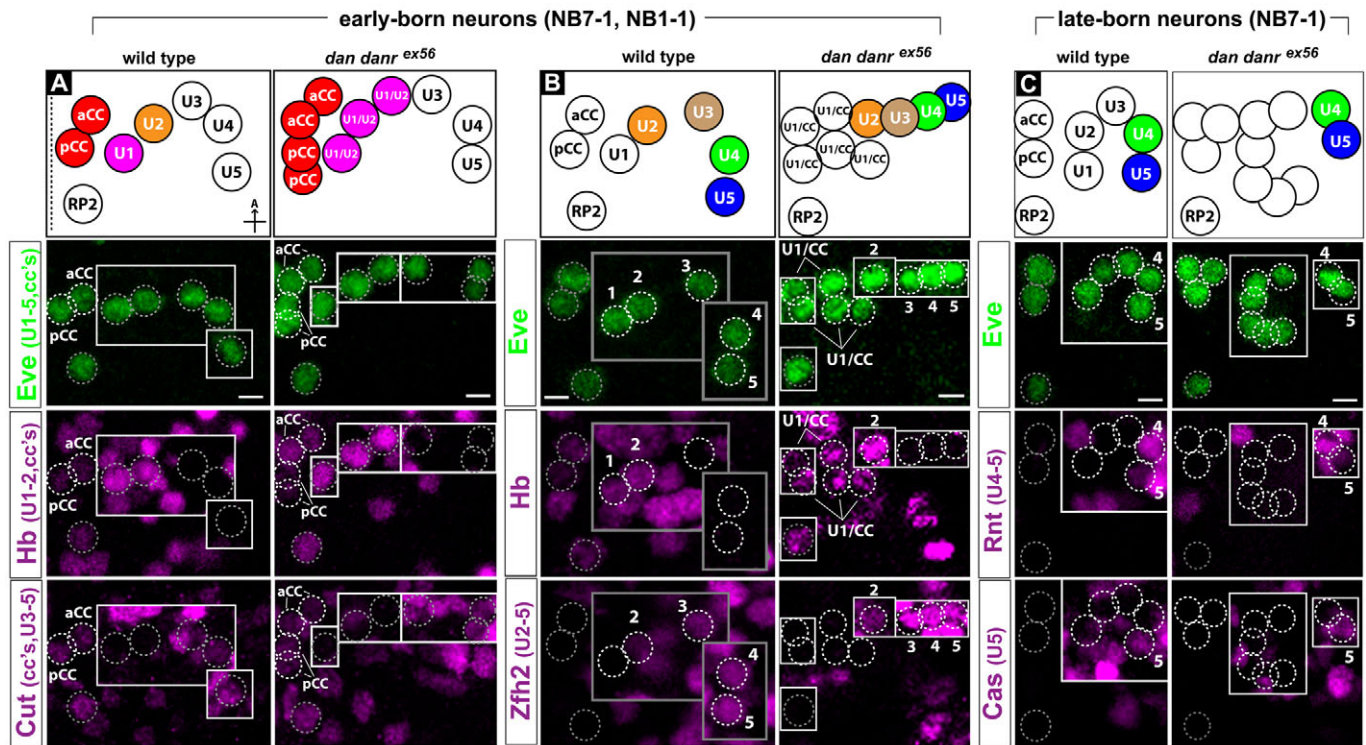 early-born neurons (NB7-1, NB1-1)
late-born neurons (NB7-1)
wild type
dan danr ex56
wild type
dan danr ex56
wild type
dan danr ex56
A
aCC
pCC
U1
U2
U3
U4
U5
RP2
A
aCC
aCC
pCC
pCC
U1/U2
U1/U2
U1/U2
U3
U4
U5
B
aCC
pCC
U1
U2
U3
U4
U5
RP2
U1/CC
U1/CC
U1/CC
U1/CC
U1/CC
U1/CC
U2
U3
U4
U5
RP2
C
aCC
pCC
U1
U2
U3
U4
U5
RP2
U4
U5
RP2
Eve (U1-5,cc's)
aCC
pCC
aCC
pCC
Eve
1
2
3
4
5
U1/CC
2
3 4 5
U1/CC
Eve
4
5
4
5
Hb (U1-2,cc's)
aCC
pCC
aCC
pCC
Hb
1
2
U1/CC
2
U1/CC
Rnt (U4-5)
4
5
4
5
Cut (cc's,U3-5)
aCC
pCC
aCC
pCC
Zfh2 (U2-5)
2
3
4
5
2
3 4 5
Cas (U5)
5
5